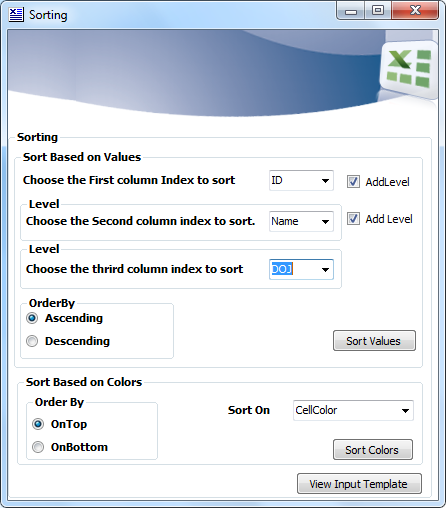 Sorting
Sorting
Sort Based on Values
Choose the First column Index to sort ID AddLevel
Level
Choose the Second column index to sort. Name Add Level
Level
Choose the thrird column index to sort DOJ
OrderBy
Ascending
Descending
Sort Values
Sort Based on Colors
Order By
OnTop Sort On CellColor
OnBottom
Sort Colors
View Input Template